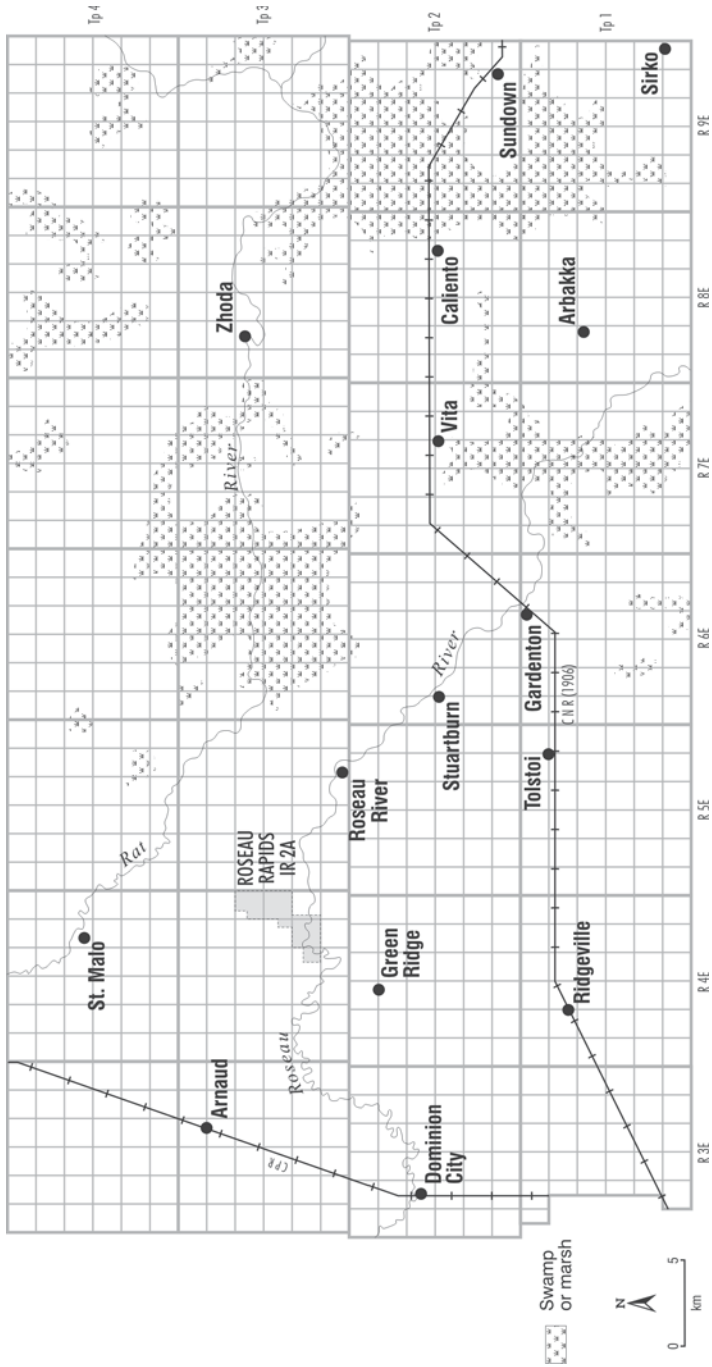 Tp 4
Tp 3
Tp 2
Tp 1
St. Malo
Rat
River
Zhoda
Arnaud
CPR
Roseau
River
ROSEAU
RAPIDS
IR 2A
Roseau
River
Dominion
City
Green
Ridge
Stuartburn
Vita
Caliento
Sundown
Ridgeville
Tolstoi
Gardenton
CNR (1906)
Arbakka
Sirko
R 3E
R 4E
R 5E
R 6E
R 7E
R 8E
R 9E
Swamp
or marsh
N
0 5
km